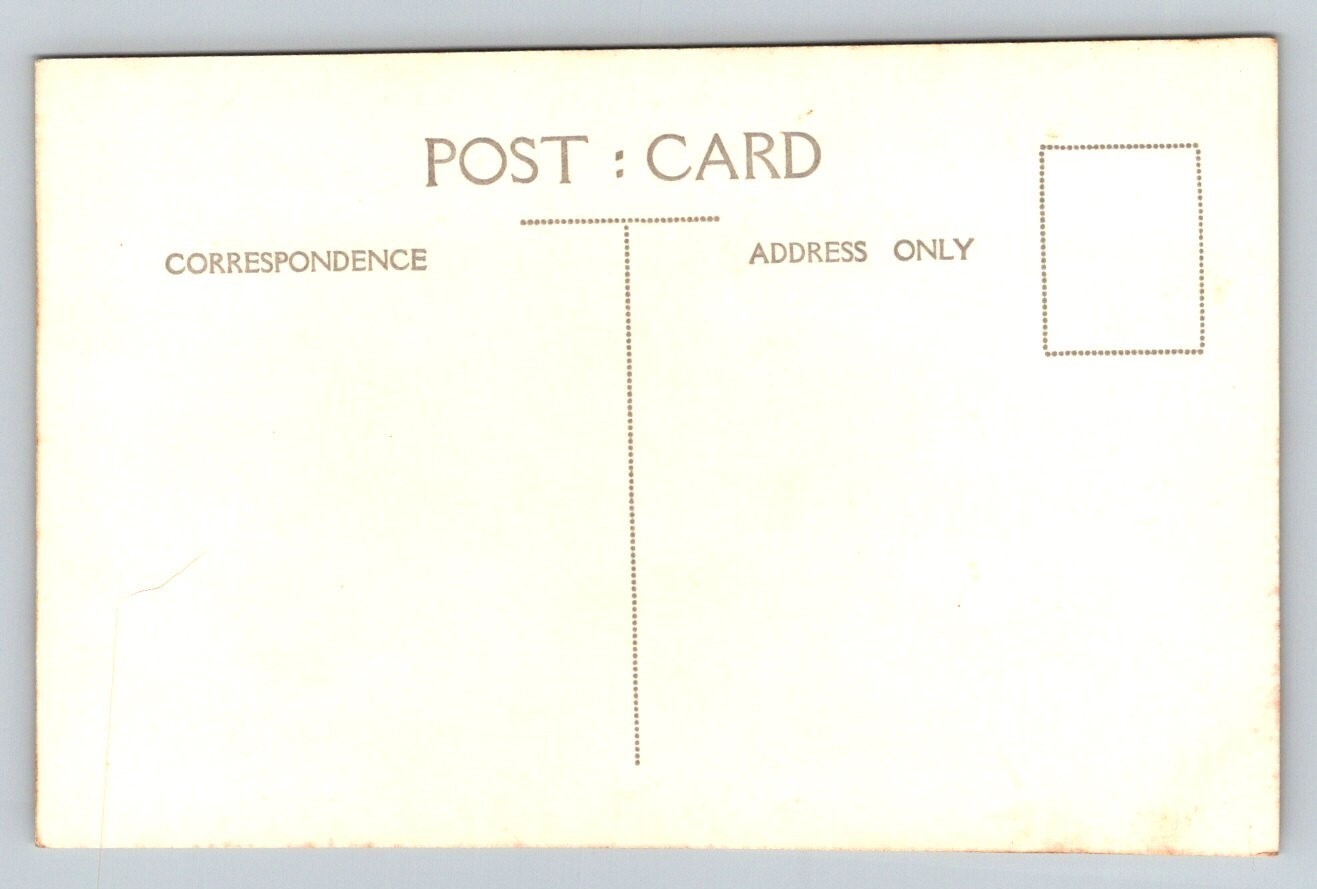 POST : CARD
CORRESPONDENCE
ADDRESS ONLY